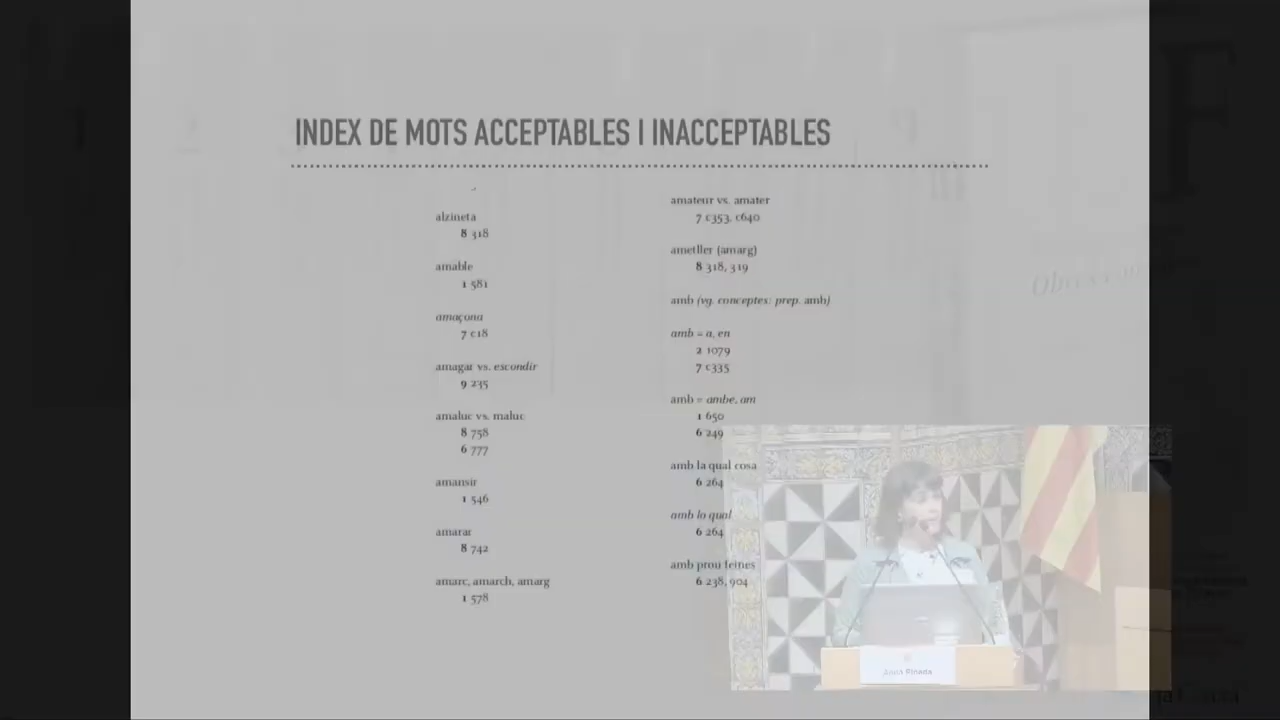 INDEX DE MOTS ACCEPTABLES I INACCEPTABLES
alzineta
8 318
amable
1 581
amaçona
7 c18
amagar vs. escondir
9 235
amaluc vs. maluc
8 758
6 777
amansir
1 546
amarar
8 742
amarc, amarch, amarg
1 578
amateur vs. amater
7 c353, c640
ametller (amarg)
8 318, 319
amb (vg. conceptes: prep. amb)
amb = a, en
2 1079
7 c335
amb = ambe, am
1 650
6 249
amb la qual cosa
6 264
amb lo qual
6 264
amb prou feines
6 238, 904
Anna Pineda